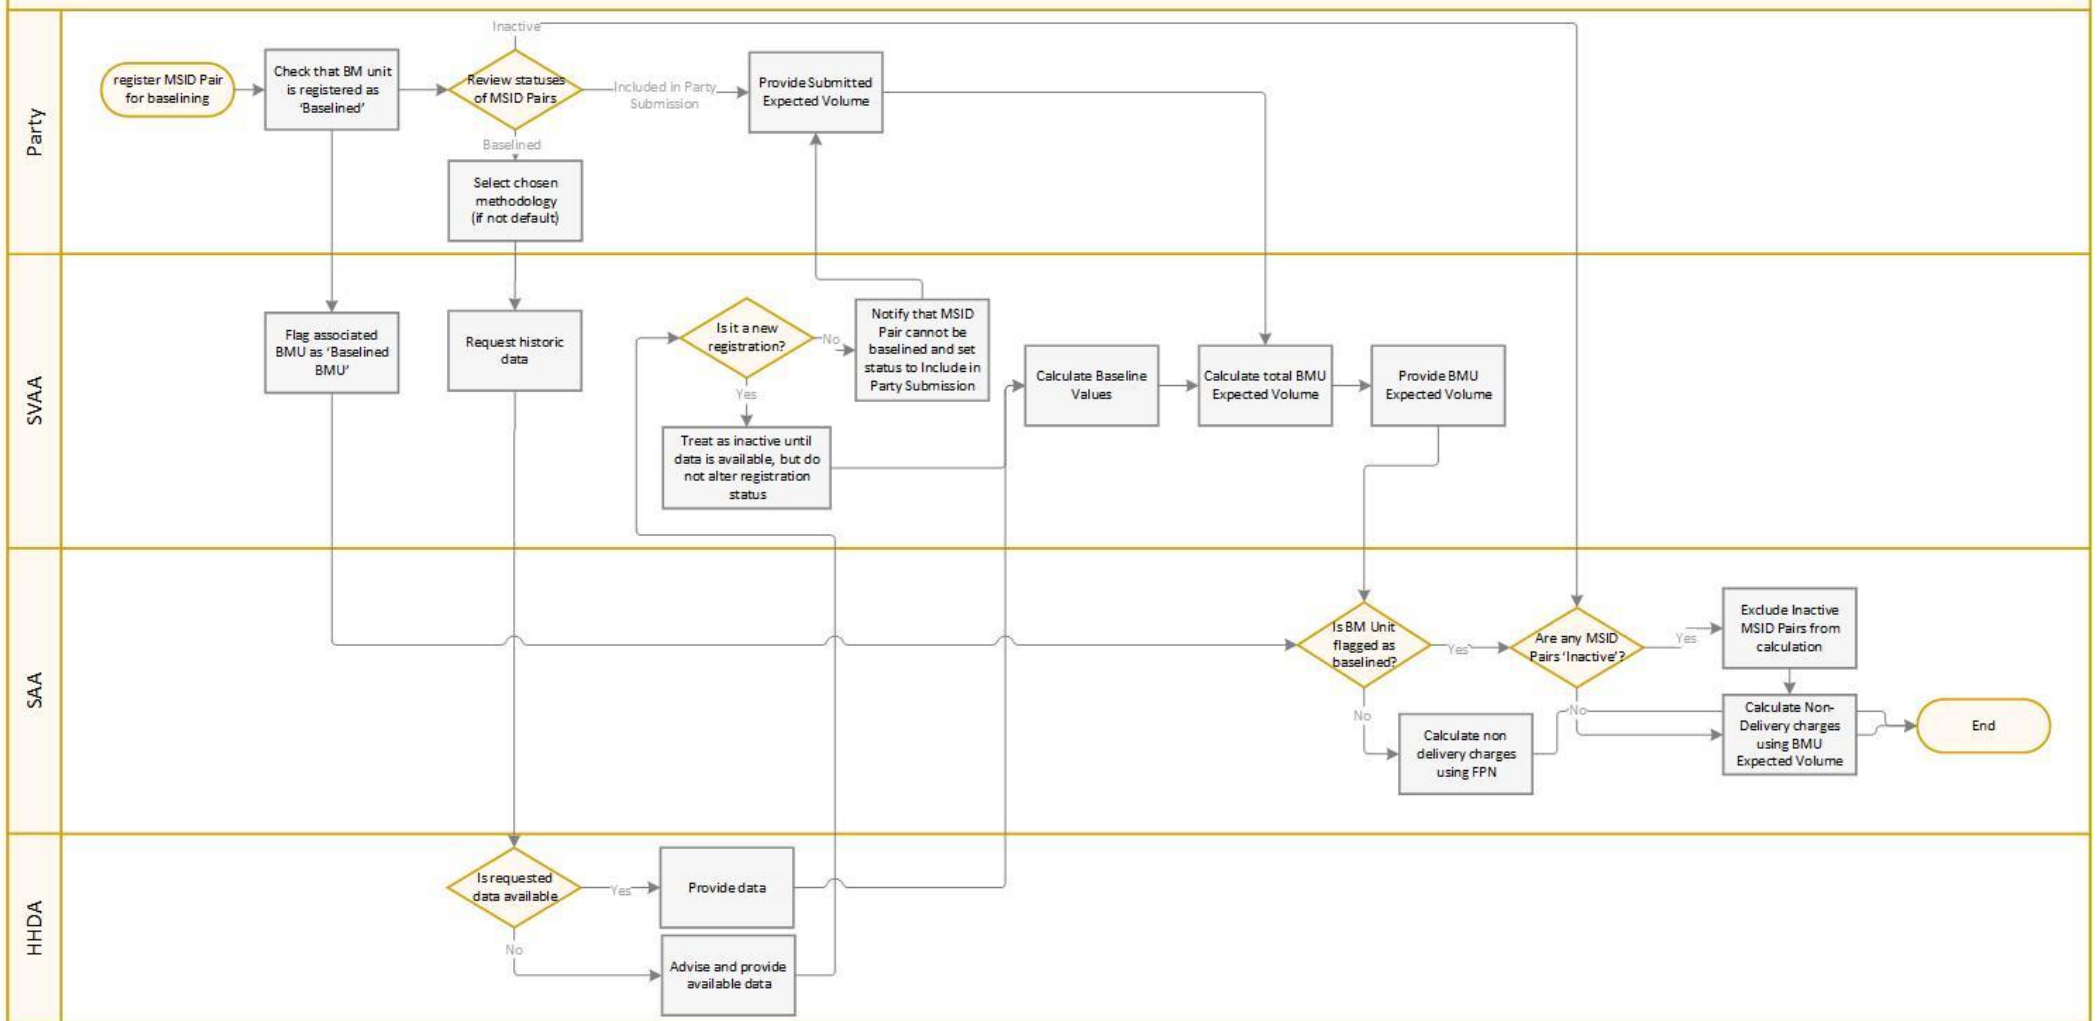 Party
Inactive
register MSID Pair
for baselining
Check that BM unit
is registered as
‘Baselined’
Review statuses
of MSID Pairs
Included in Party
Submission
Provide Submitted
Expected Volume
Baselined
Select chosen
methodology
(if not default)
SVAA
Flag associated
BMU as ‘Baselined
BMU’
Request historic
data
Is it a new
registration?
No
Notify that MSID
Pair cannot be
baselined and set
status to Include in
Party Submission
Yes
Treat as inactive until
data is available, but do
not alter registration
status
Calculate Baseline
Values
Calculate total BMU
Expected Volume
Provide BMU
Expected Volume
SAA
Is BM Unit
flagged as
baselined?
Yes
Are any MSID
Pairs ‘Inactive’?
Yes
Exclude Inactive
MSID Pairs from
calculation
No
Calculate non
delivery charges
using FPN
No
Calculate Non-
Delivery charges
using BMU
Expected Volume
End
HHDA
Is requested
data available
Yes
Provide data
No
Advise and provide
available data